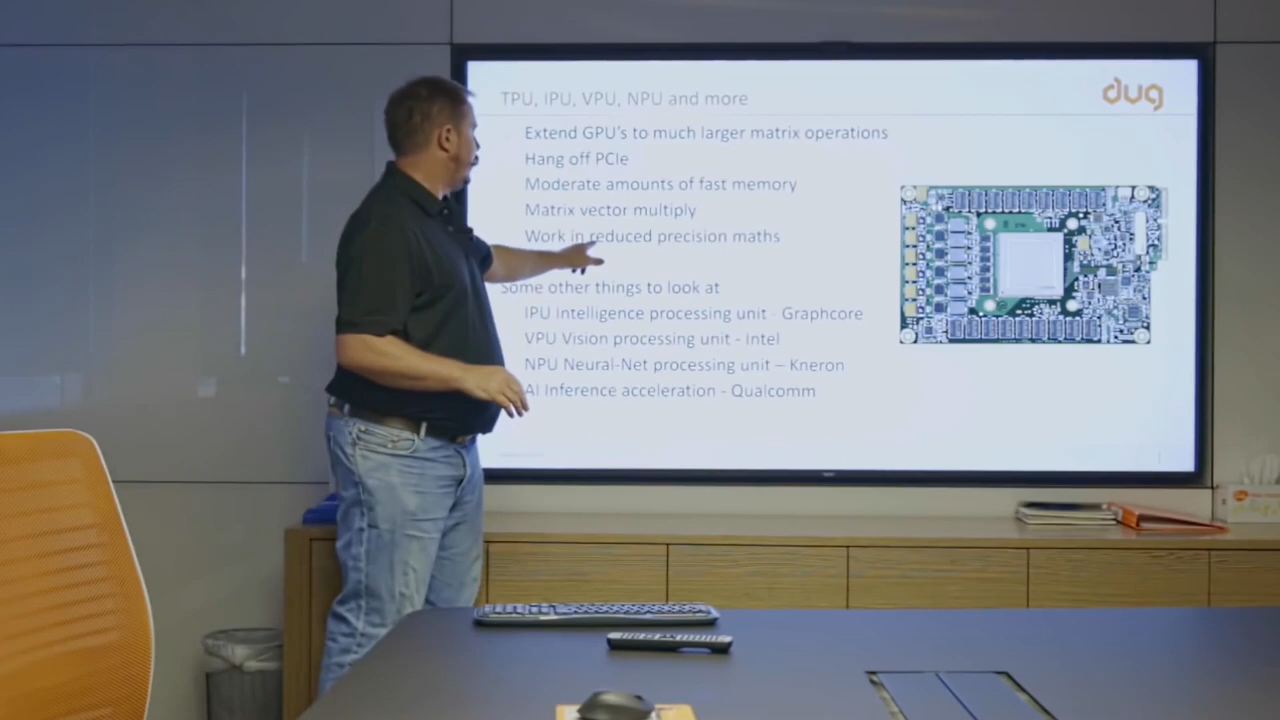 dug
TPU, IPU, VPU, NPU and more
Extend GPU's to much larger matrix operations
Hang off PCIe
Moderate amounts of fast memory
Matrix vector multiply
Work in reduced precision maths
Some other things to look at
IPU Intelligence processing unit - Graphcore
VPU Vision processing unit - Intel
NPU Neural-Net processing unit – Kneron
AI Inference acceleration - Qualcomm